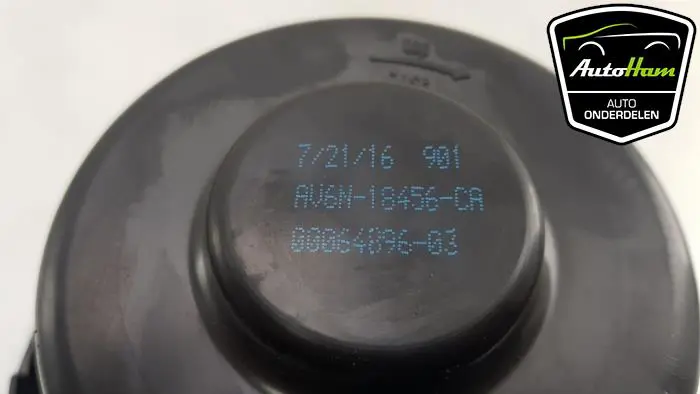 AutoHam
AUTO
ONDERDELEN
7/21/16 901
AV6N-18456-CA
00064896-03